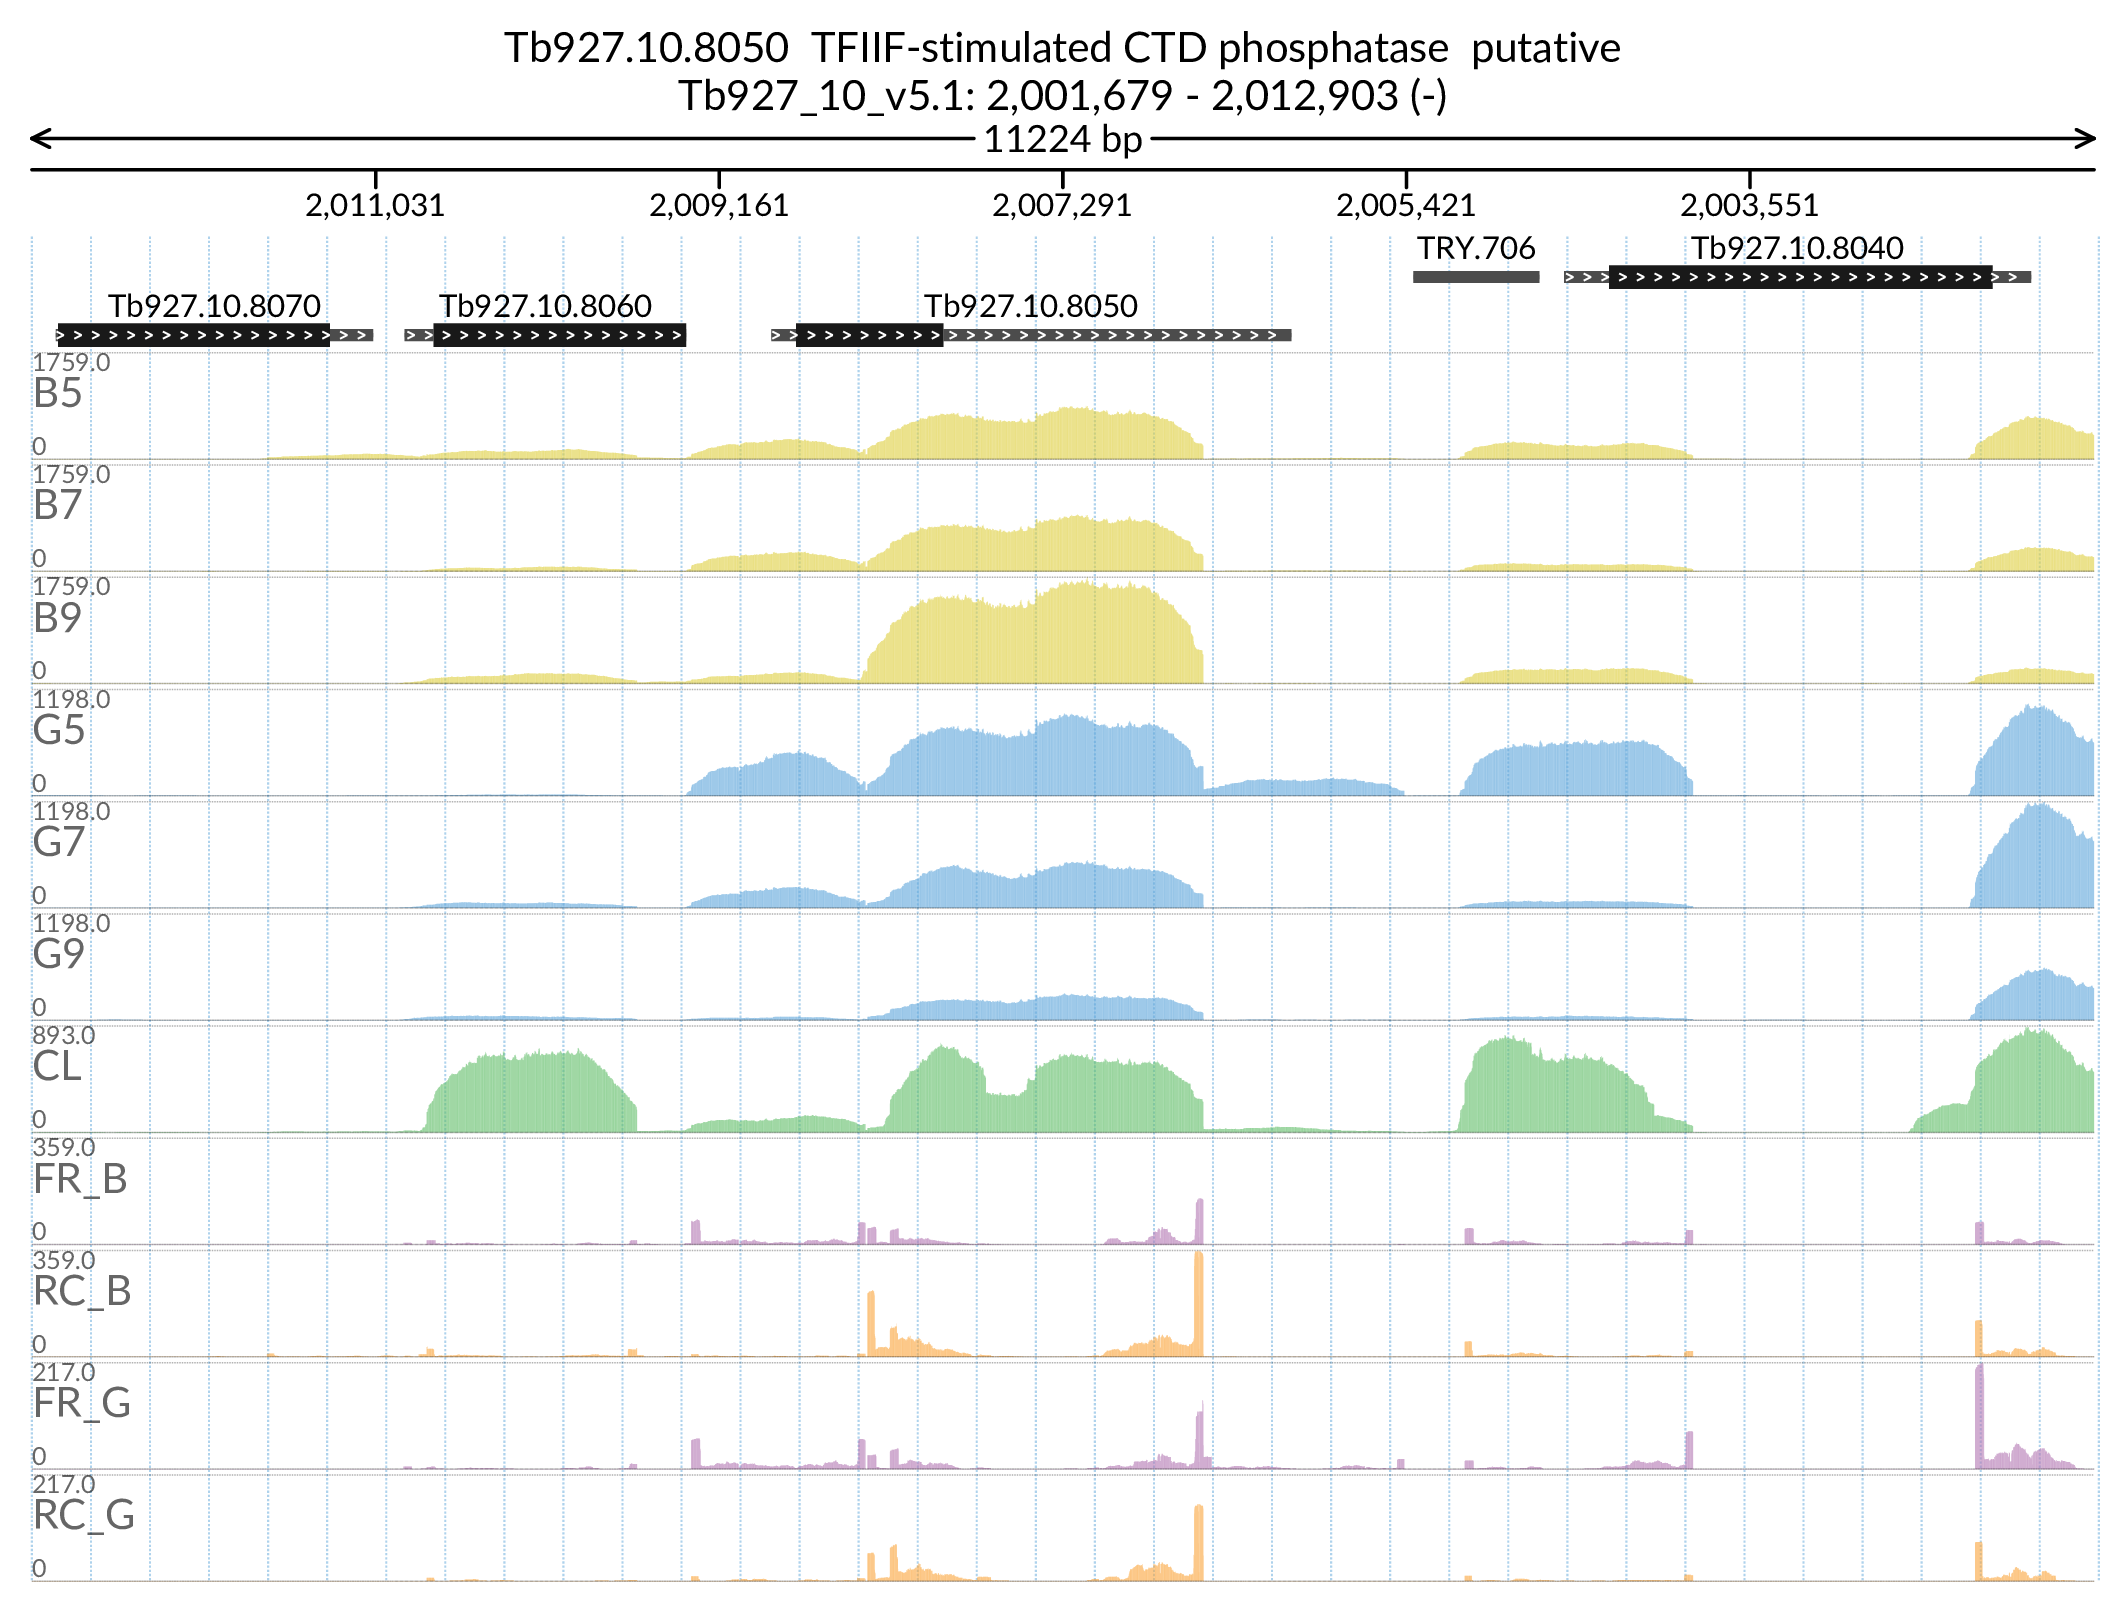 Tb927.10.8050  TFIIF-stimulated CTD phosphatase  putative
Tb927_10_v5.1: 2,001,679 - 2,012,903 (-)
11224 bp
2,011,031 2,009,161 2,007,291 2,005,421 2,003,551
TRY.706 Tb927.10.8040
Tb927.10.8070 Tb927.10.8060 Tb927.10.8050
1759.0
B5
0
1759.0
B7
0
1759.0
B9
0
1198.0
G5
0
1198.0
G7
0
1198.0
G9
0
893.0
CL
0
359.0
FR_B
0
359.0
RC_B
0
217.0
FR_G
0
217.0
RC_G
0